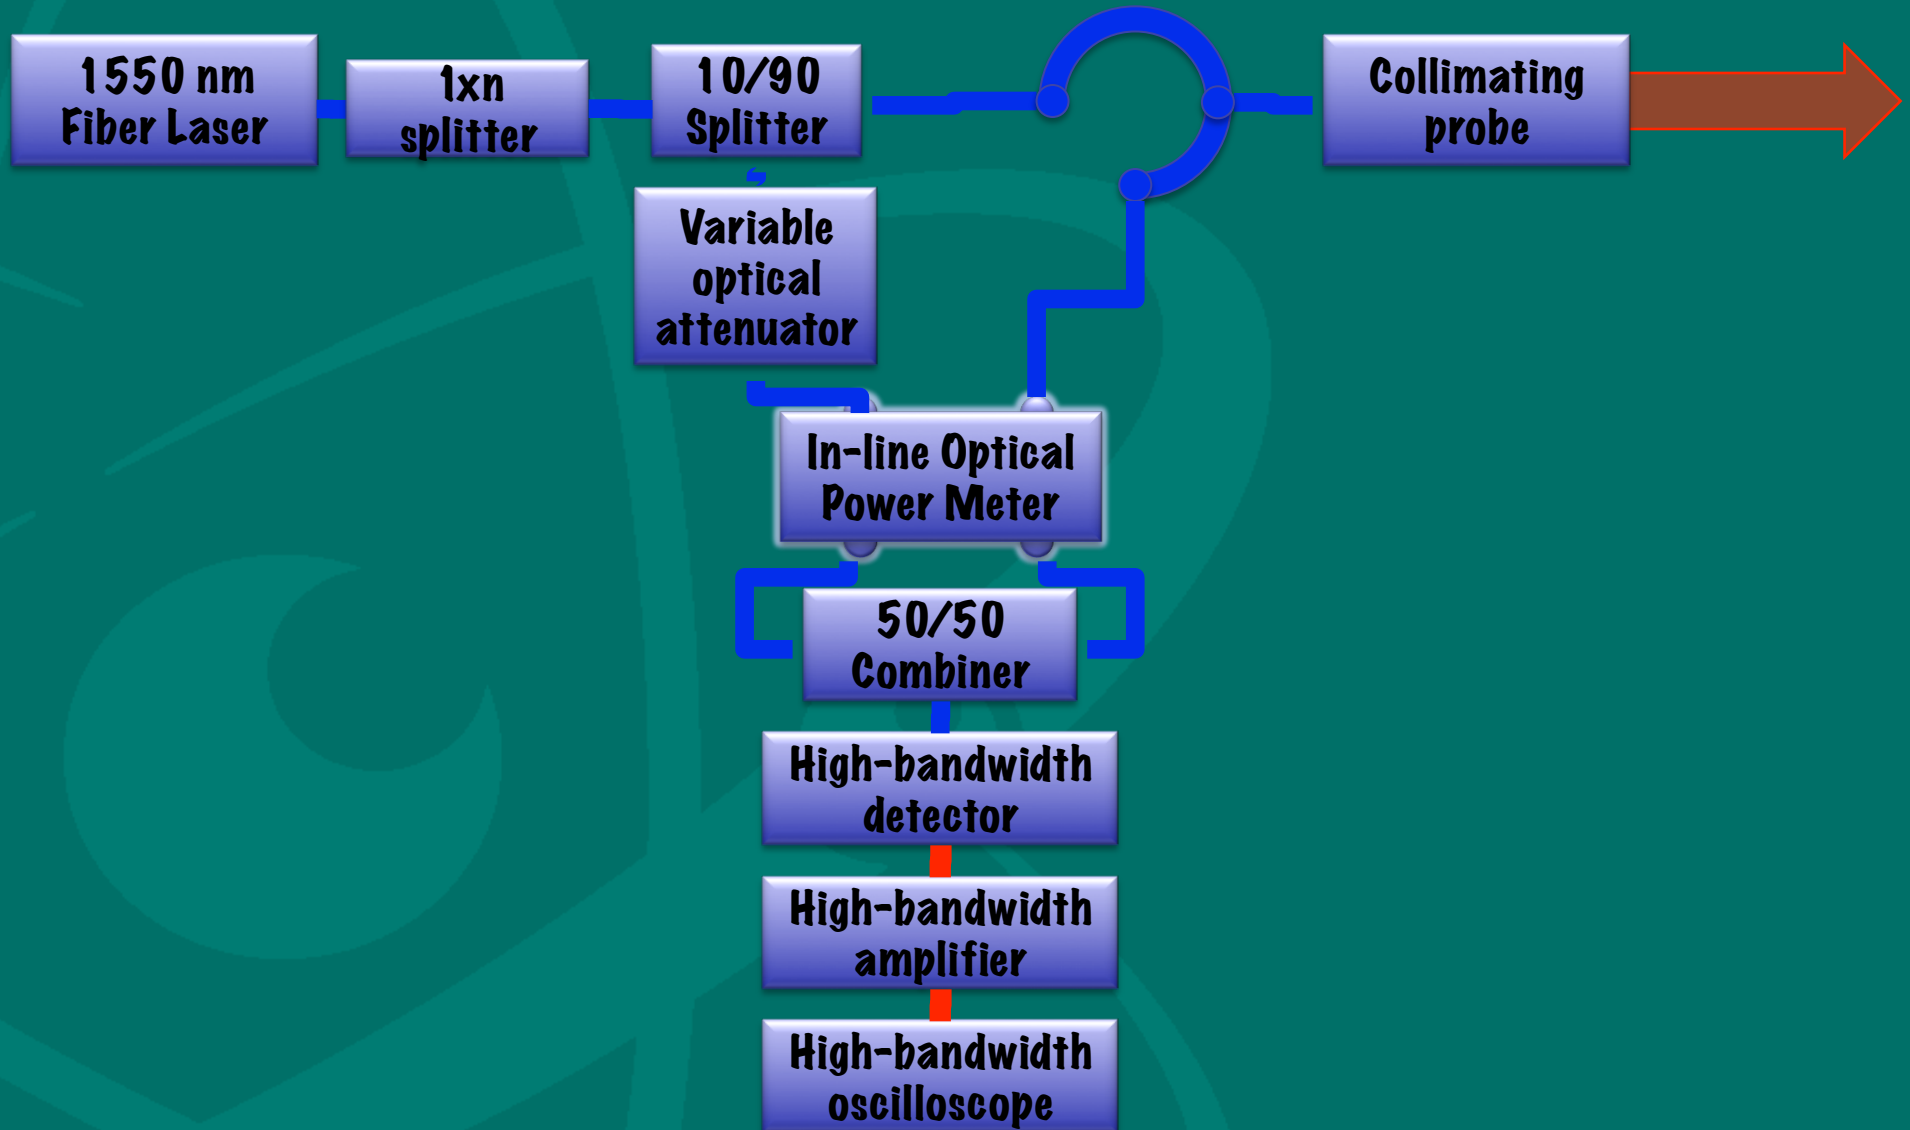 1550 nm
Fiber Laser
1xn
splitter
10/90
Splitter
Collimating
probe
Variable
optical
attenuator
In-line Optical
Power Meter
50/50
Combiner
High-bandwidth
detector
High-bandwidth
amplifier
High-bandwidth
oscilloscope